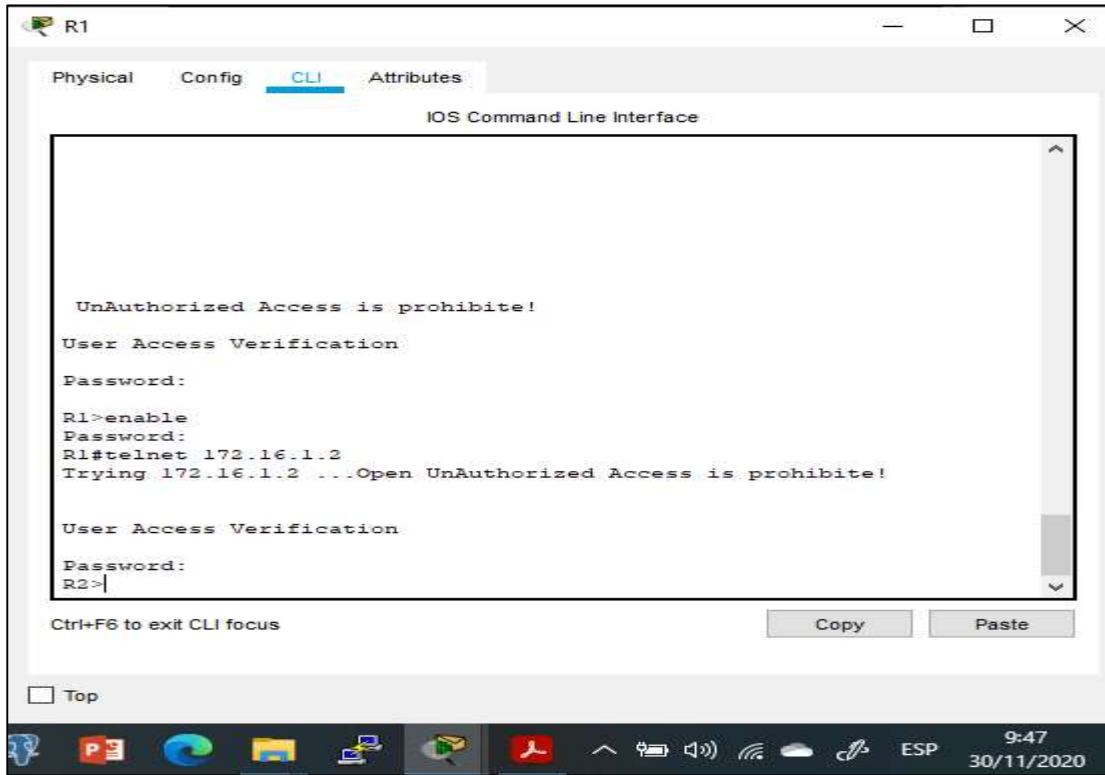 R1
Physical Config CLI Attributes
IOS Command Line Interface
UnAuthorized Access is prohibite!
User Access Verification
Password:
R1>enable
Password:
R1#telnet 172.16.1.2
Trying 172.16.1.2 ...Open UnAuthorized Access is prohibite!
User Access Verification
Password:
R2>
Ctrl+F6 to exit CLI focus
Copy Paste
Top
ESP
9:47
30/11/2020